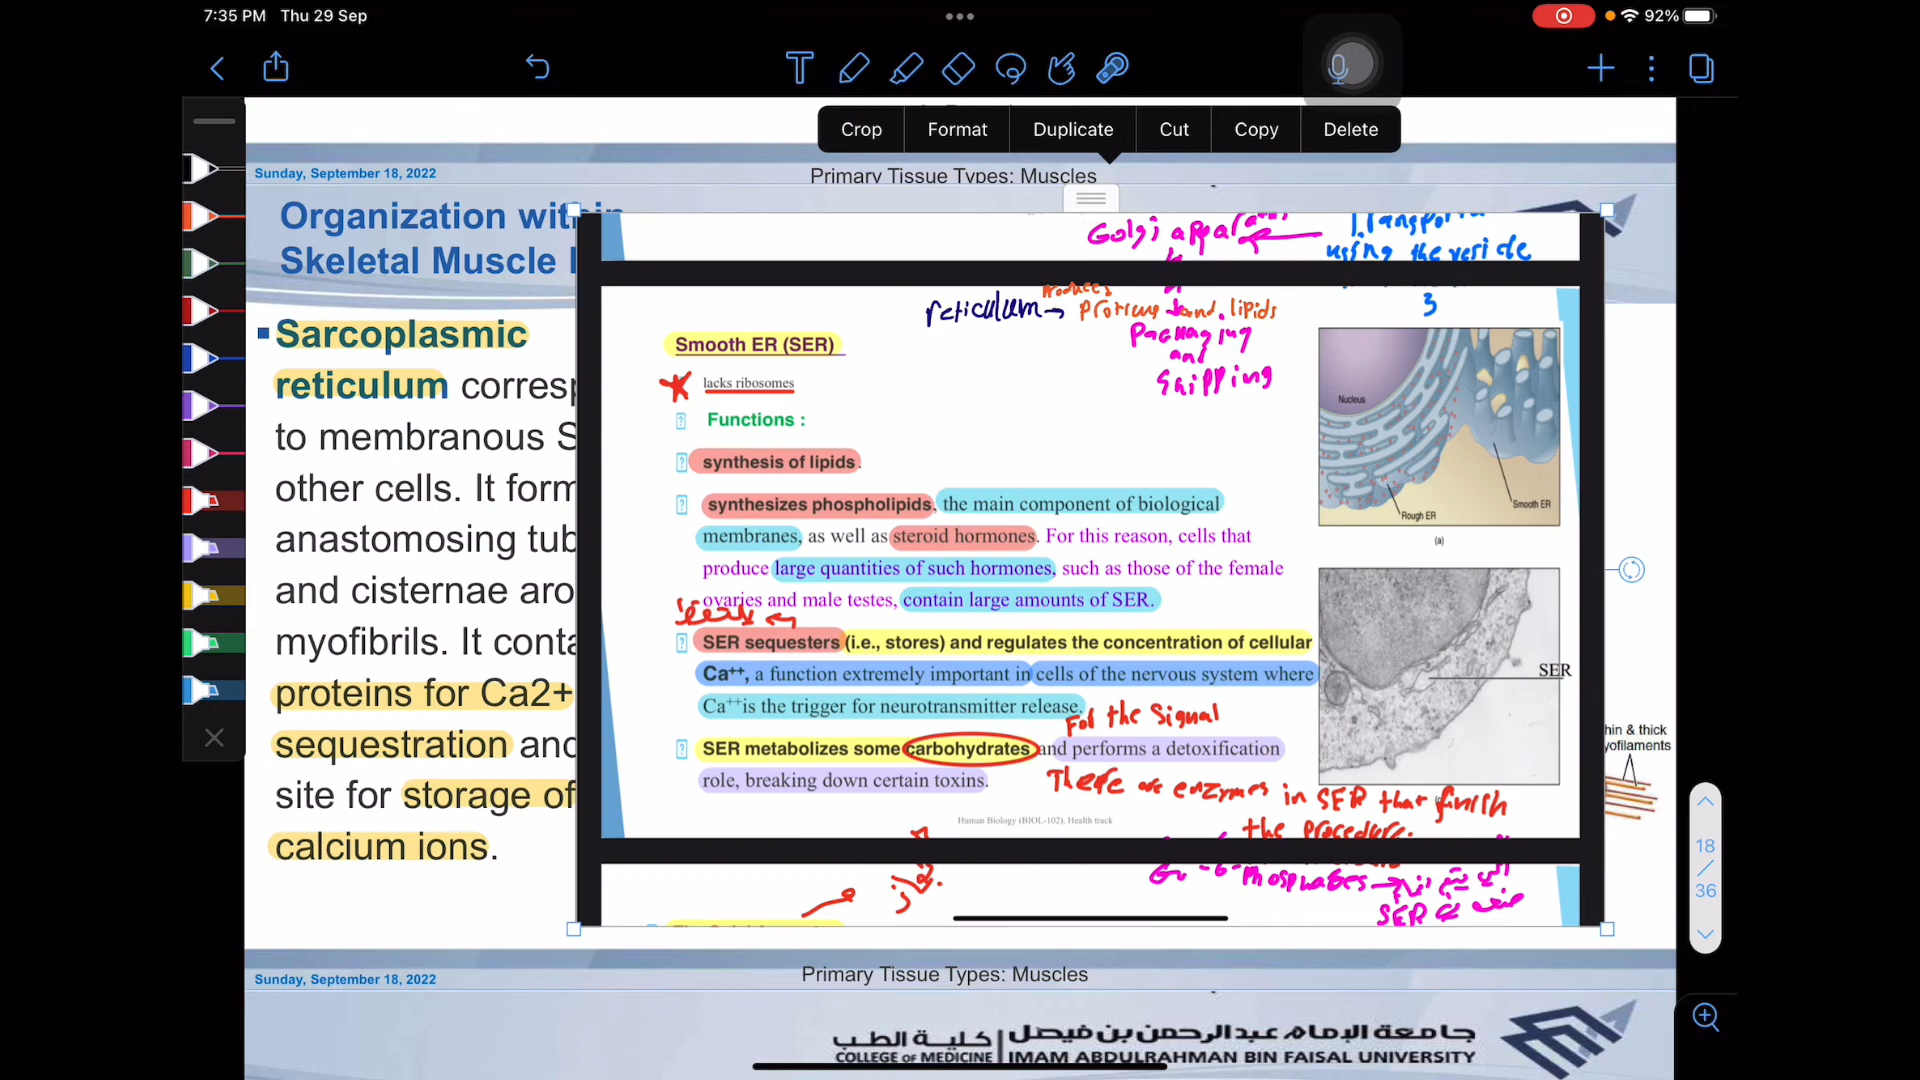 7:35 PM Thu 29 Sep
92%
Crop Format Duplicate Cut Copy Delete
Sunday, September 18, 2022
Primary Tissue Types: Muscles
Organization within
Skeletal Muscle
Sarcoplasmic
reticulum corresp
to membranous S
other cells. It form
anastomosing tub
and cisternae aro
myofibrils. It conta
proteins for Ca2+
sequestration and
site for storage of
calcium ions.
Golgi appara
using the vesicle
3
reticulum → produces proteins and lipids
Packaging
and
Shipping
Smooth ER (SER)
lacks ribosomes
Functions :
synthesis of lipids.
synthesizes phospholipids, the main component of biological
membranes, as well as steroid hormones. For this reason, cells that
produce large quantities of such hormones, such as those of the female
ovaries and male testes, contain large amounts of SER.
SER sequesters (i.e., stores) and regulates the concentration of cellular
Ca⁺⁺, a function extremely important in cells of the nervous system where
Ca⁺⁺is the trigger for neurotransmitter release.
For the signal
SER metabolizes some carbohydrates and performs a detoxification
role, breaking down certain toxins.
There are enzymes in SER that finish
the procedure.
Human Biology (BIOL-102), Health track
Nucleus
Smooth ER
Rough ER
(a)
SER
hin & thick
yofilaments
-6-Phosphates →
SER
18
/
36
Sunday, September 18, 2022
Primary Tissue Types: Muscles
جامعة الإمام عبدالرحمن بن فيصل | كلية الطب
COLLEGE OF MEDICINE | IMAM ABDULRAHMAN BIN FAISAL UNIVERSITY